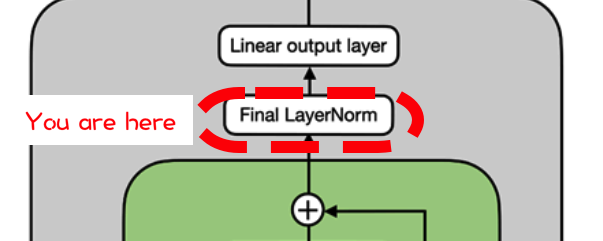 Linear output layer
Final LayerNorm
You are here